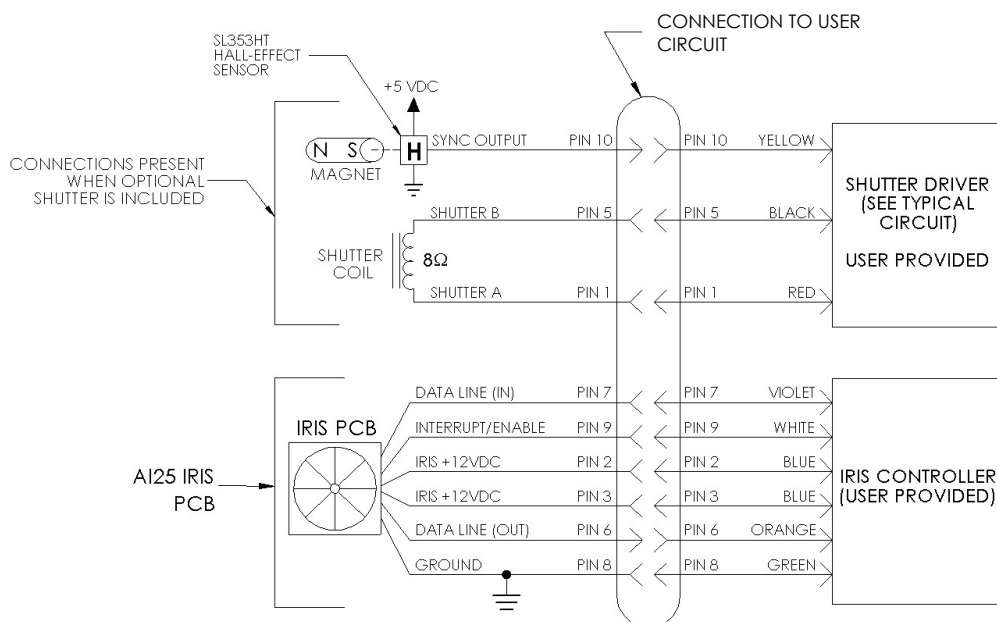 CONNECTION TO USER
CIRCUIT
SL353HT
HALL-EFFECT
SENSOR
+5 VDC
N S
MAGNET
H
SYNC OUTPUT PIN 10 PIN 10 YELLOW
CONNECTIONS PRESENT
WHEN OPTIONAL
SHUTTER IS INCLUDED
SHUTTER B PIN 5 PIN 5 BLACK
SHUTTER
COIL
8Ω
SHUTTER A PIN 1 PIN 1 RED
SHUTTER DRIVER
(SEE TYPICAL
CIRCUIT)
USER PROVIDED
AI25 IRIS
PCB
IRIS PCB
DATA LINE (IN) PIN 7 PIN 7 VIOLET
INTERRUPT/ENABLE PIN 9 PIN 9 WHITE
IRIS +12VDC PIN 2 PIN 2 BLUE
IRIS +12VDC PIN 3 PIN 3 BLUE
DATA LINE (OUT) PIN 6 PIN 6 ORANGE
GROUND PIN 8 PIN 8 GREEN
IRIS CONTROLLER
(USER PROVIDED)